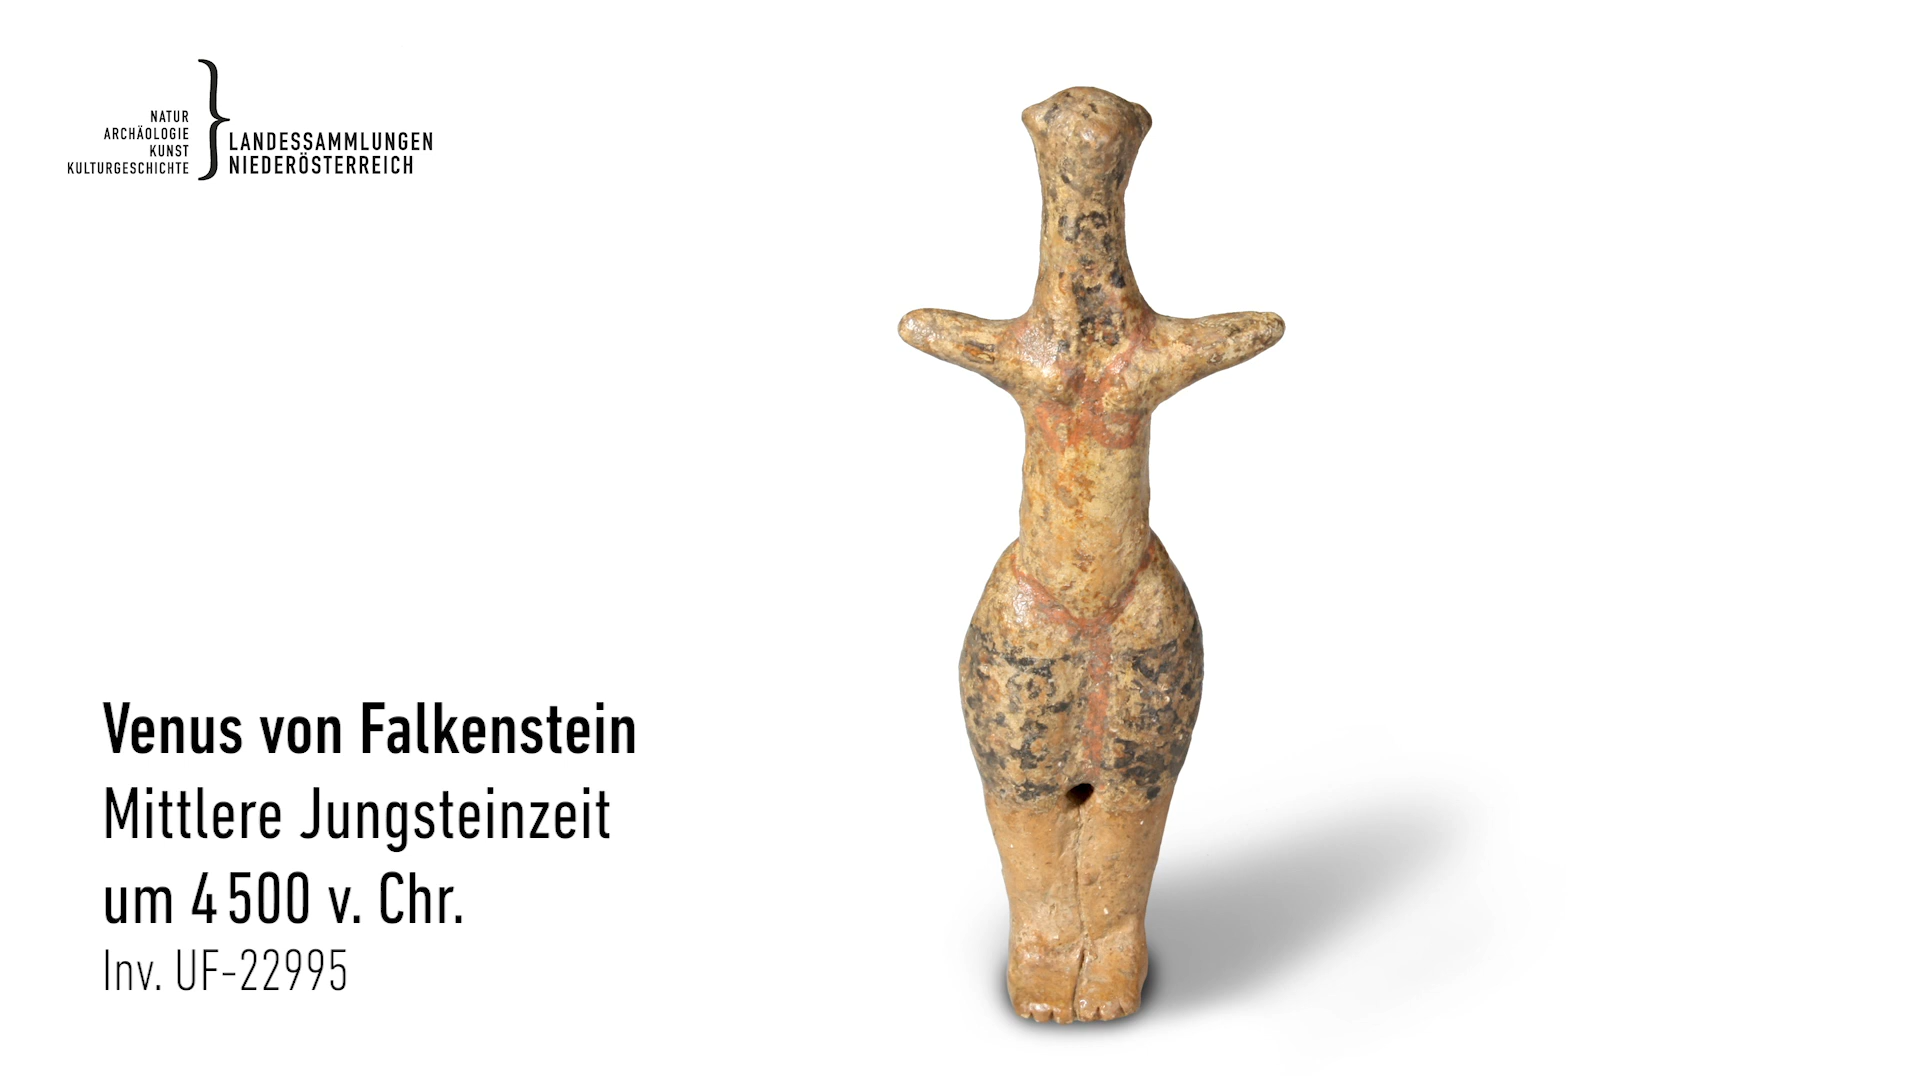 NATUR
ARCHÄOLOGIE
KUNST
KULTURGESCHICHTE
LANDESSAMMLUNGEN
NIEDERÖSTERREICH
Venus von Falkenstein
Mittlere Jungsteinzeit
um 4 500 v. Chr.
Inv. UF-22995